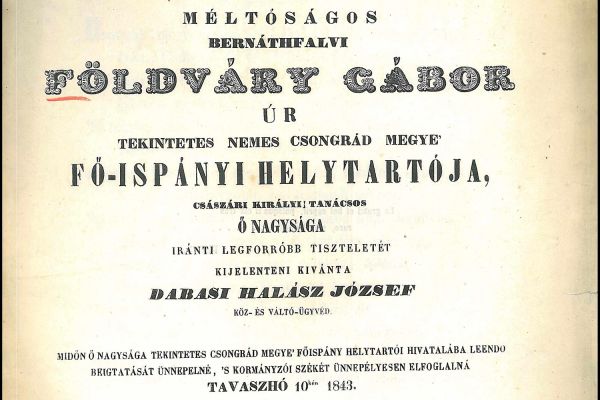 MÉLTÓSÁGOS
BERNÁTHFALVI
FÖLDVÁRY GÁBOR
ÚR
TEKINTETES NEMES CSONGRÁD MEGYE'
FŐ-ISPÁNYI HELYTARTÓJA,
CSÁSZÁRI KIRÁLYI TANÁCSOS
Ő NAGYSÁGA
IRÁNTI LEGFORRÓBB TISZTELETÉT
KIJELENTENI KIVÁNTA
DABASI HALÁSZ JÓZSEF
KÖZ- ÉS VÁLTÓ-ÜGYVÉD.
MIDŐN Ő NAGYSÁGA TEKINTETES CSONGRÁD MEGYE' FŐISPÁNY HELYTARTÓI HIVATALÁBA LEENDO
BEIGTATÁSÁT ÜNNEPELNÉ, 'S KORMÁNYZÓI SZÉKÉT ÜNNEPÉLYESEN ELFOGLALNÁ
TAVASZHÓ 10kén 1843.